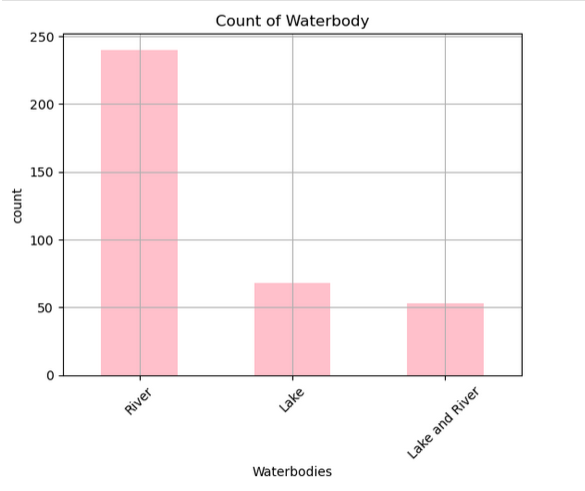 Count of Waterbody
250
200
150
100
50
0
count
River
Lake
Lake and River
Waterbodies